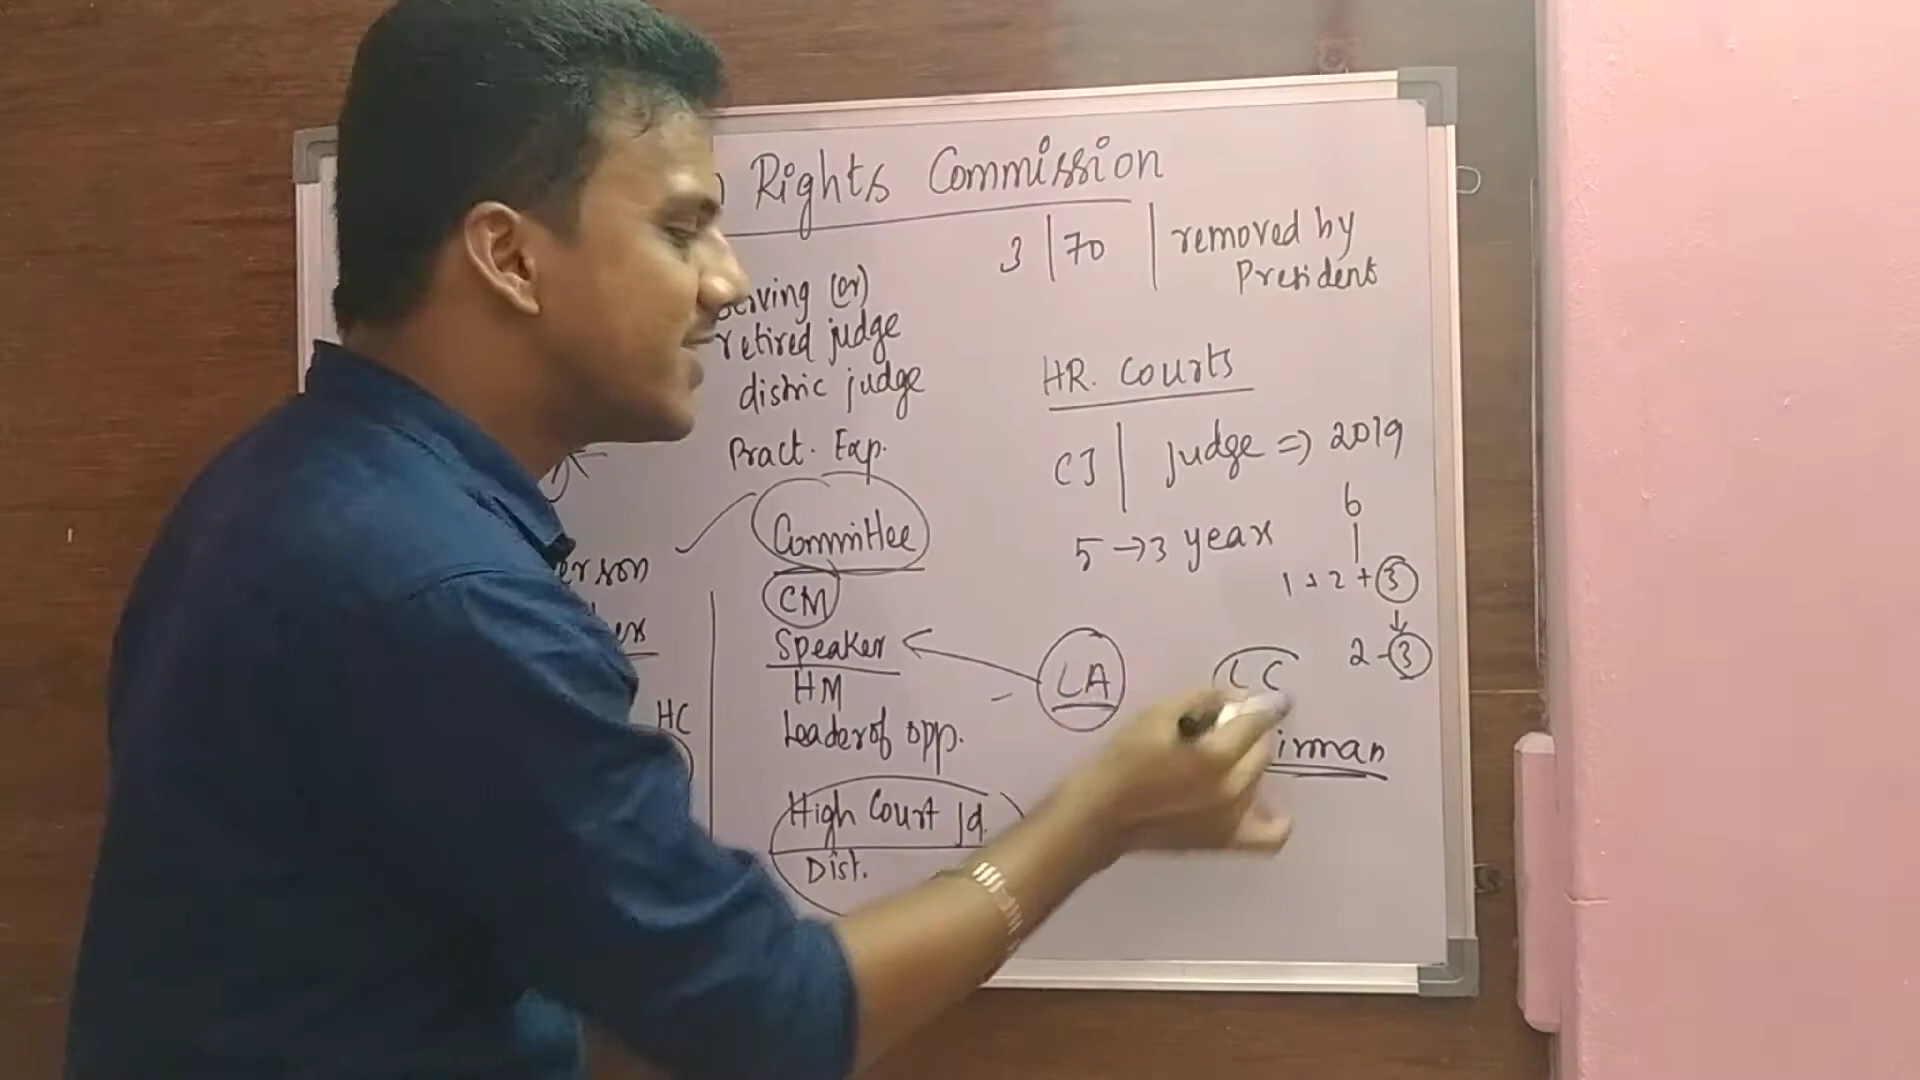 Rights Commission
3 | 70 | removed by
President
serving (or)
retired judge
distric judge
Pract. Exp.
Committee
CM
Speaker
HM
Leader of opp.
High Court Jd.
Dist.
erson
HC
HR. Courts
CJ | judge => 2019
5 → 3 year
6
1 + 2 + 3
2 - 3
LA
LC
irman